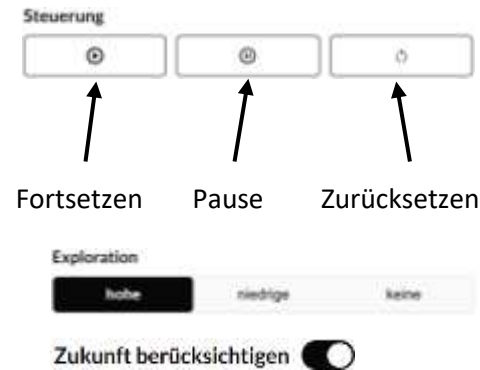 Steuerung
Fortsetzen Pause Zurücksetzen
Exploration
hohe niedrige keine
Zukunft berücksichtigen